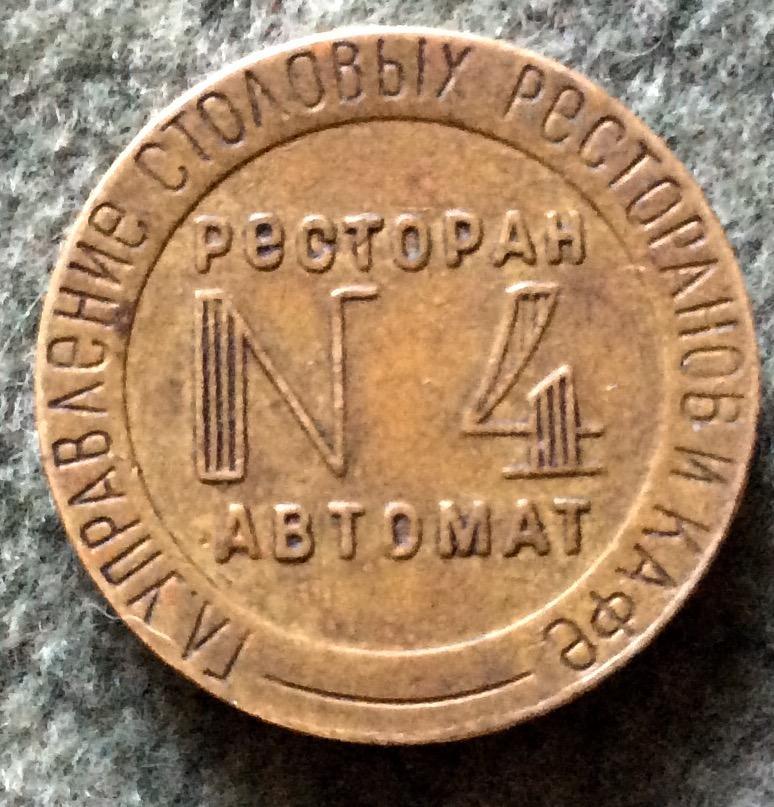 ГЛ. УПРАВЛЕНИЕ СТОЛОВЫХ РЕСТОРАНОВ И КАФЕ
РЕСТОРАН
N 4
АВТОМАТ